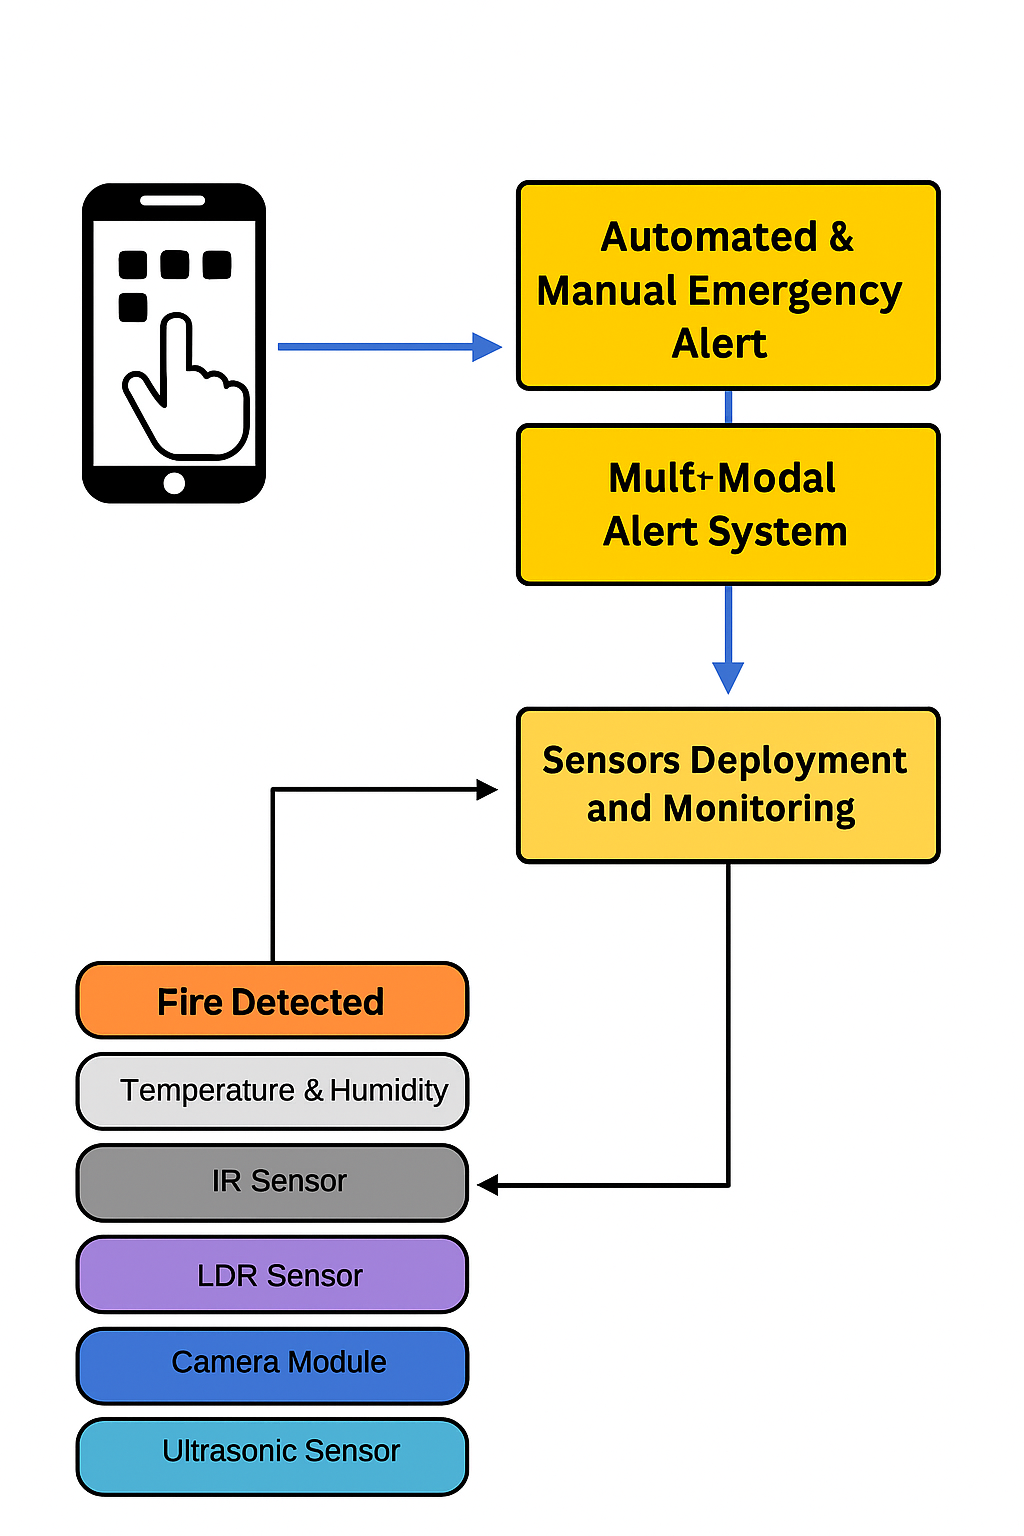 Automated &
Manual Emergency
Alert
Mulf†Modal
Alert System
Sensors Deployment
and Monitoring
Fire Detected
Temperature & Humidity
IR Sensor
LDR Sensor
Camera Module
Ultrasonic Sensor